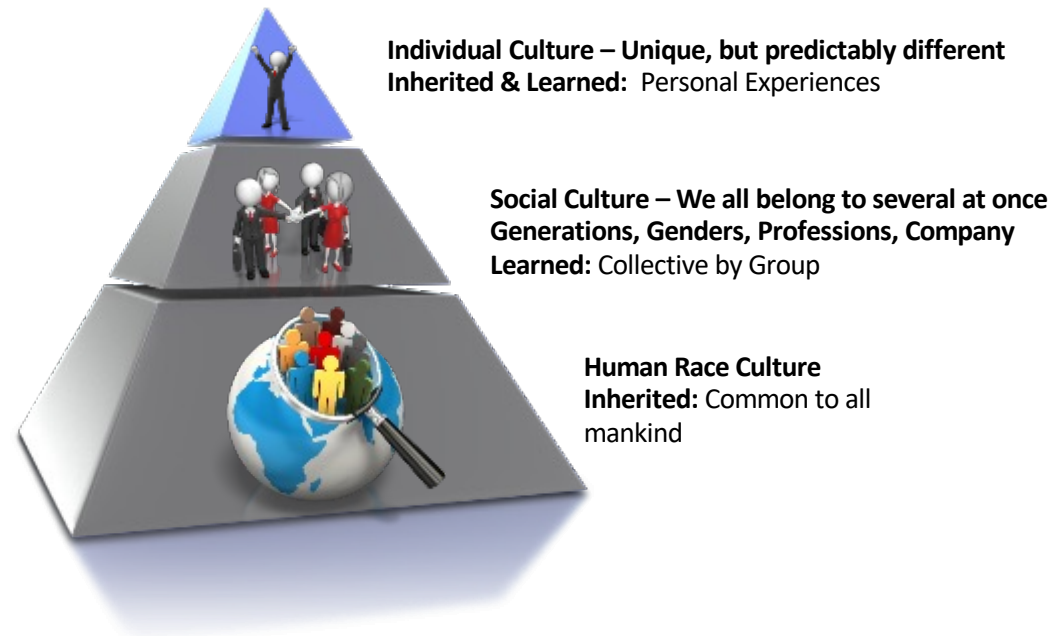 Individual Culture – Unique, but predictably different
Inherited & Learned: Personal Experiences
Social Culture – We all belong to several at once
Generations, Genders, Professions, Company
Learned: Collective by Group
Human Race Culture
Inherited: Common to all
mankind